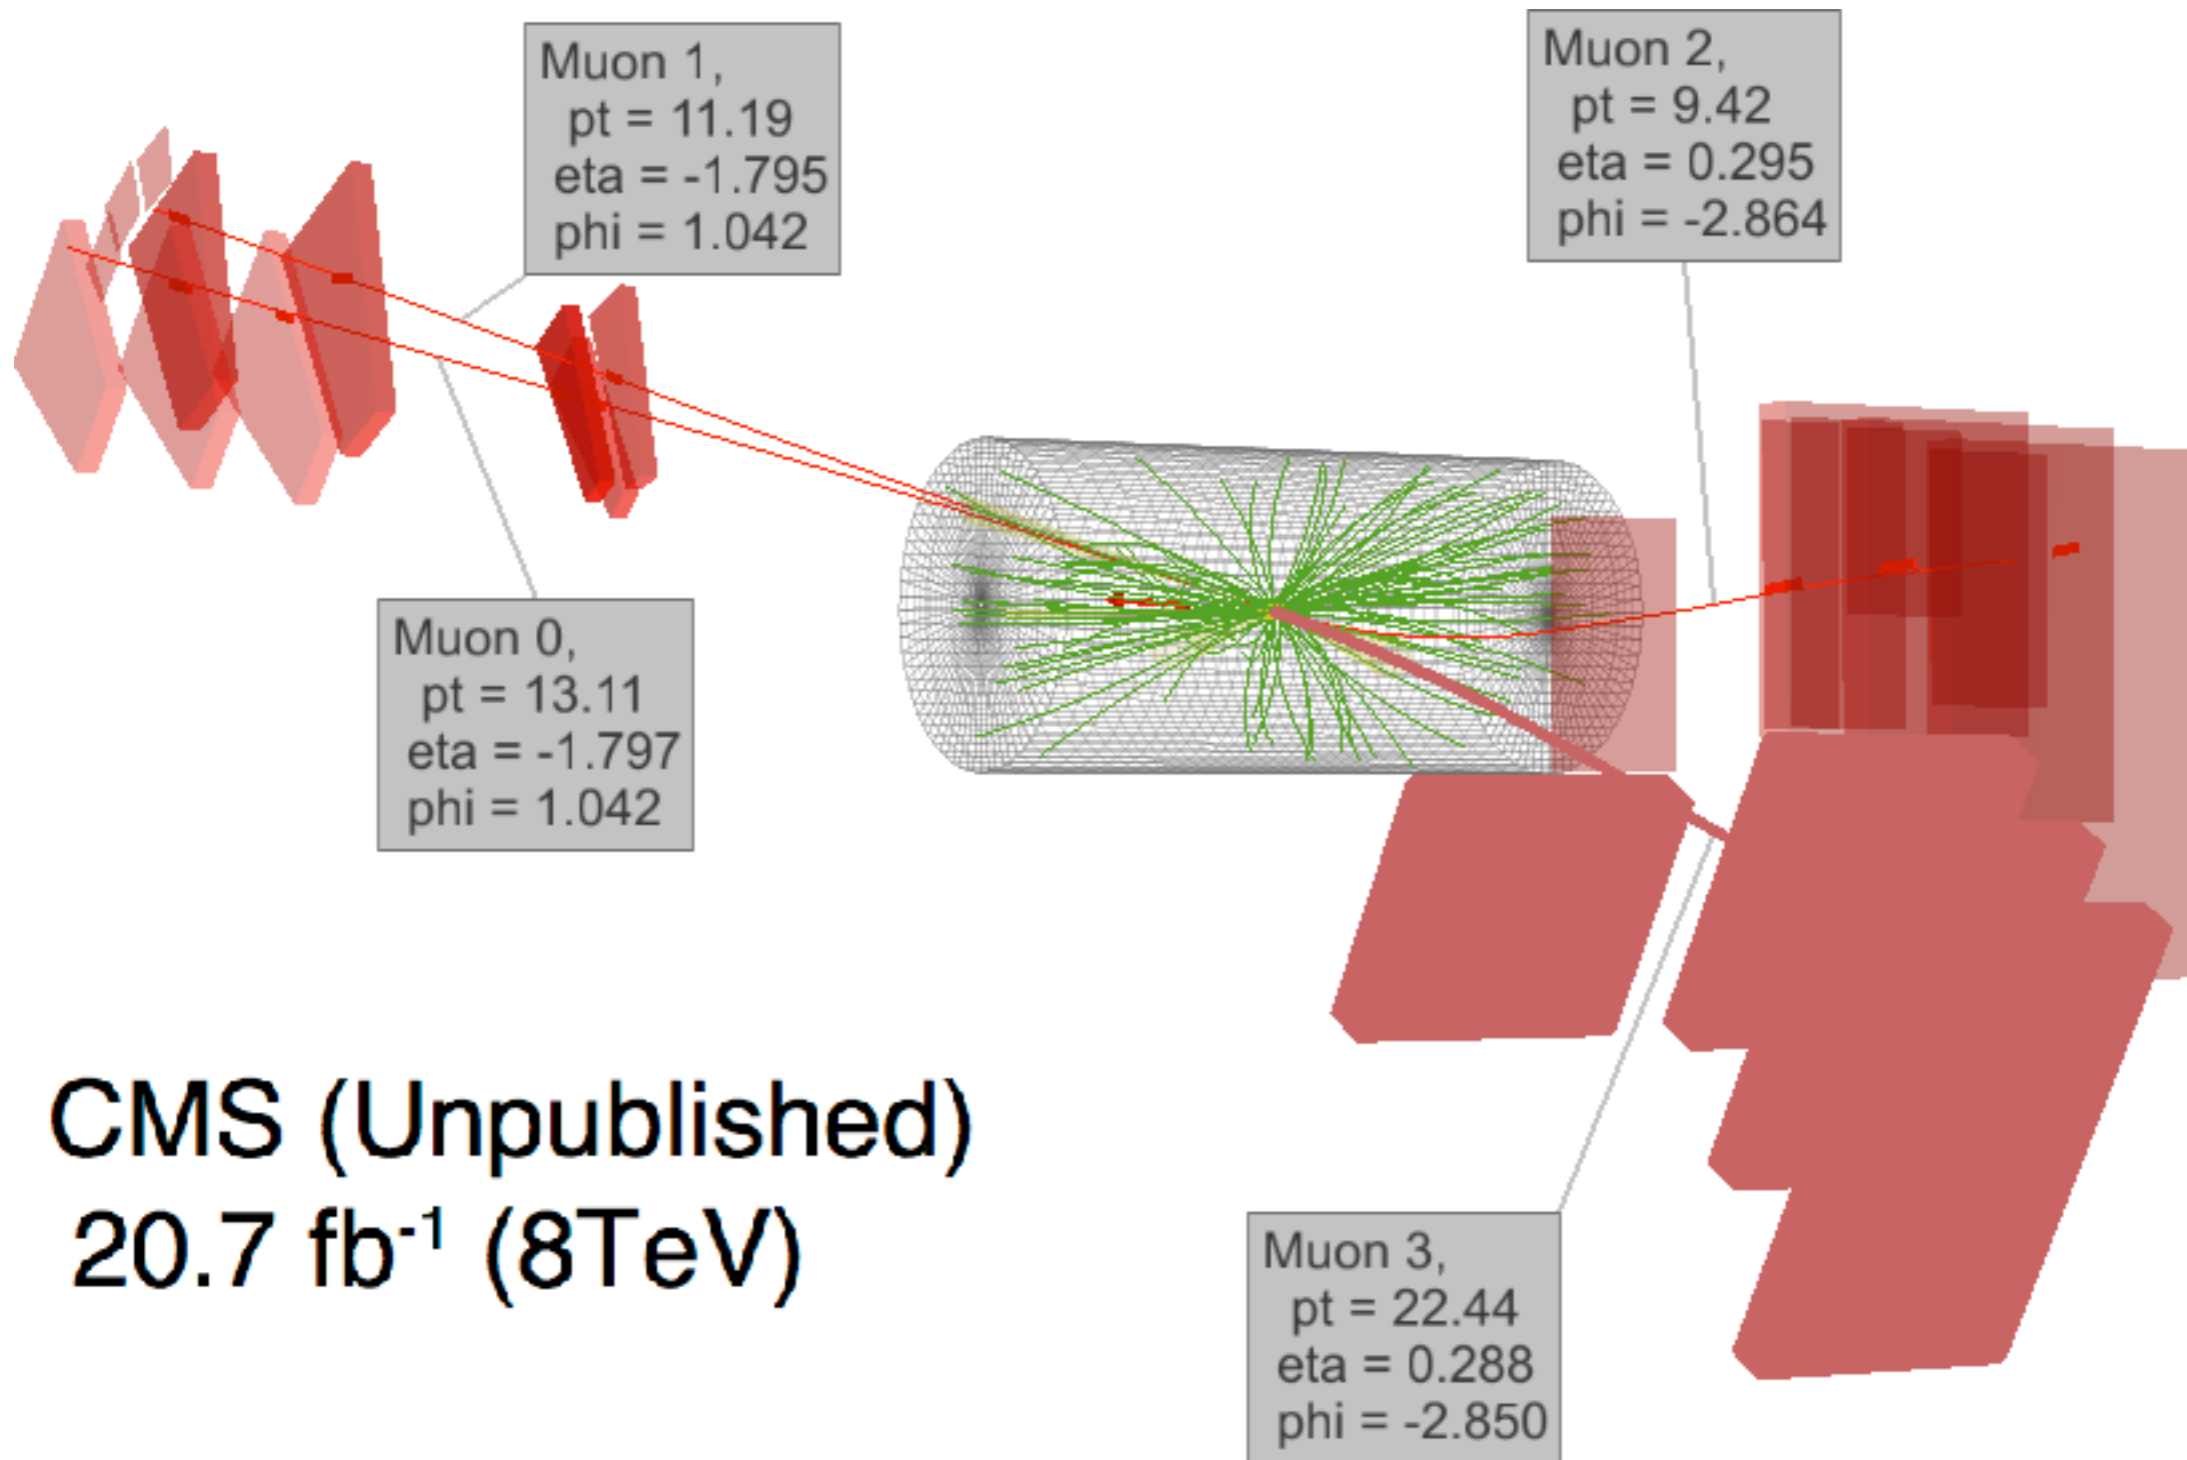 Muon 1,
pt = 11.19
eta = -1.795
phi = 1.042
Muon 2,
pt = 9.42
eta = 0.295
phi = -2.864
Muon 0,
pt = 13.11
eta = -1.797
phi = 1.042
CMS (Unpublished)
20.7 fb⁻¹ (8TeV)
Muon 3,
pt = 22.44
eta = 0.288
phi = -2.850